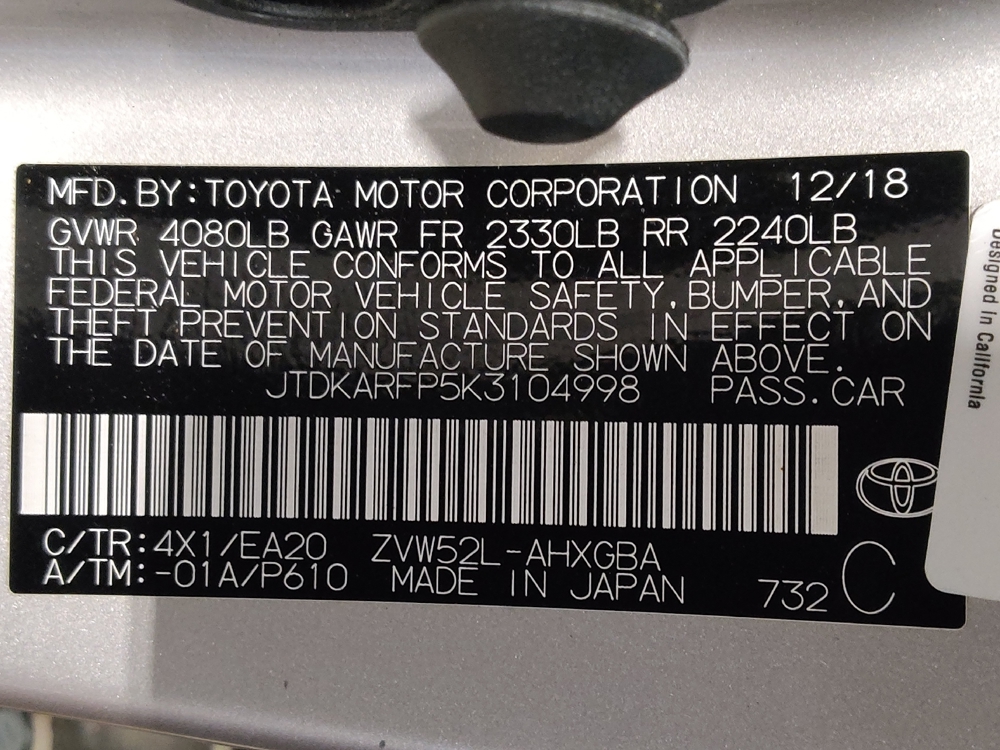 MFD.BY:TOYOTA MOTOR CORPORATION 12/18
GVWR 4080LB GAWR FR 2330LB RR 2240LB
THIS VEHICLE CONFORMS TO ALL APPLICABLE
FEDERAL MOTOR VEHICLE SAFETY,BUMPER,AND
THEFT PREVENTION STANDARDS IN EFFECT ON
THE DATE OF MANUFACTURE SHOWN ABOVE.
JTDKARFP5K3104998 PASS.CAR
C/TR:4X1/EA20 ZVW52L-AHXGBA
A/TM:-01A/P610 MADE IN JAPAN 732 C
Designed in California